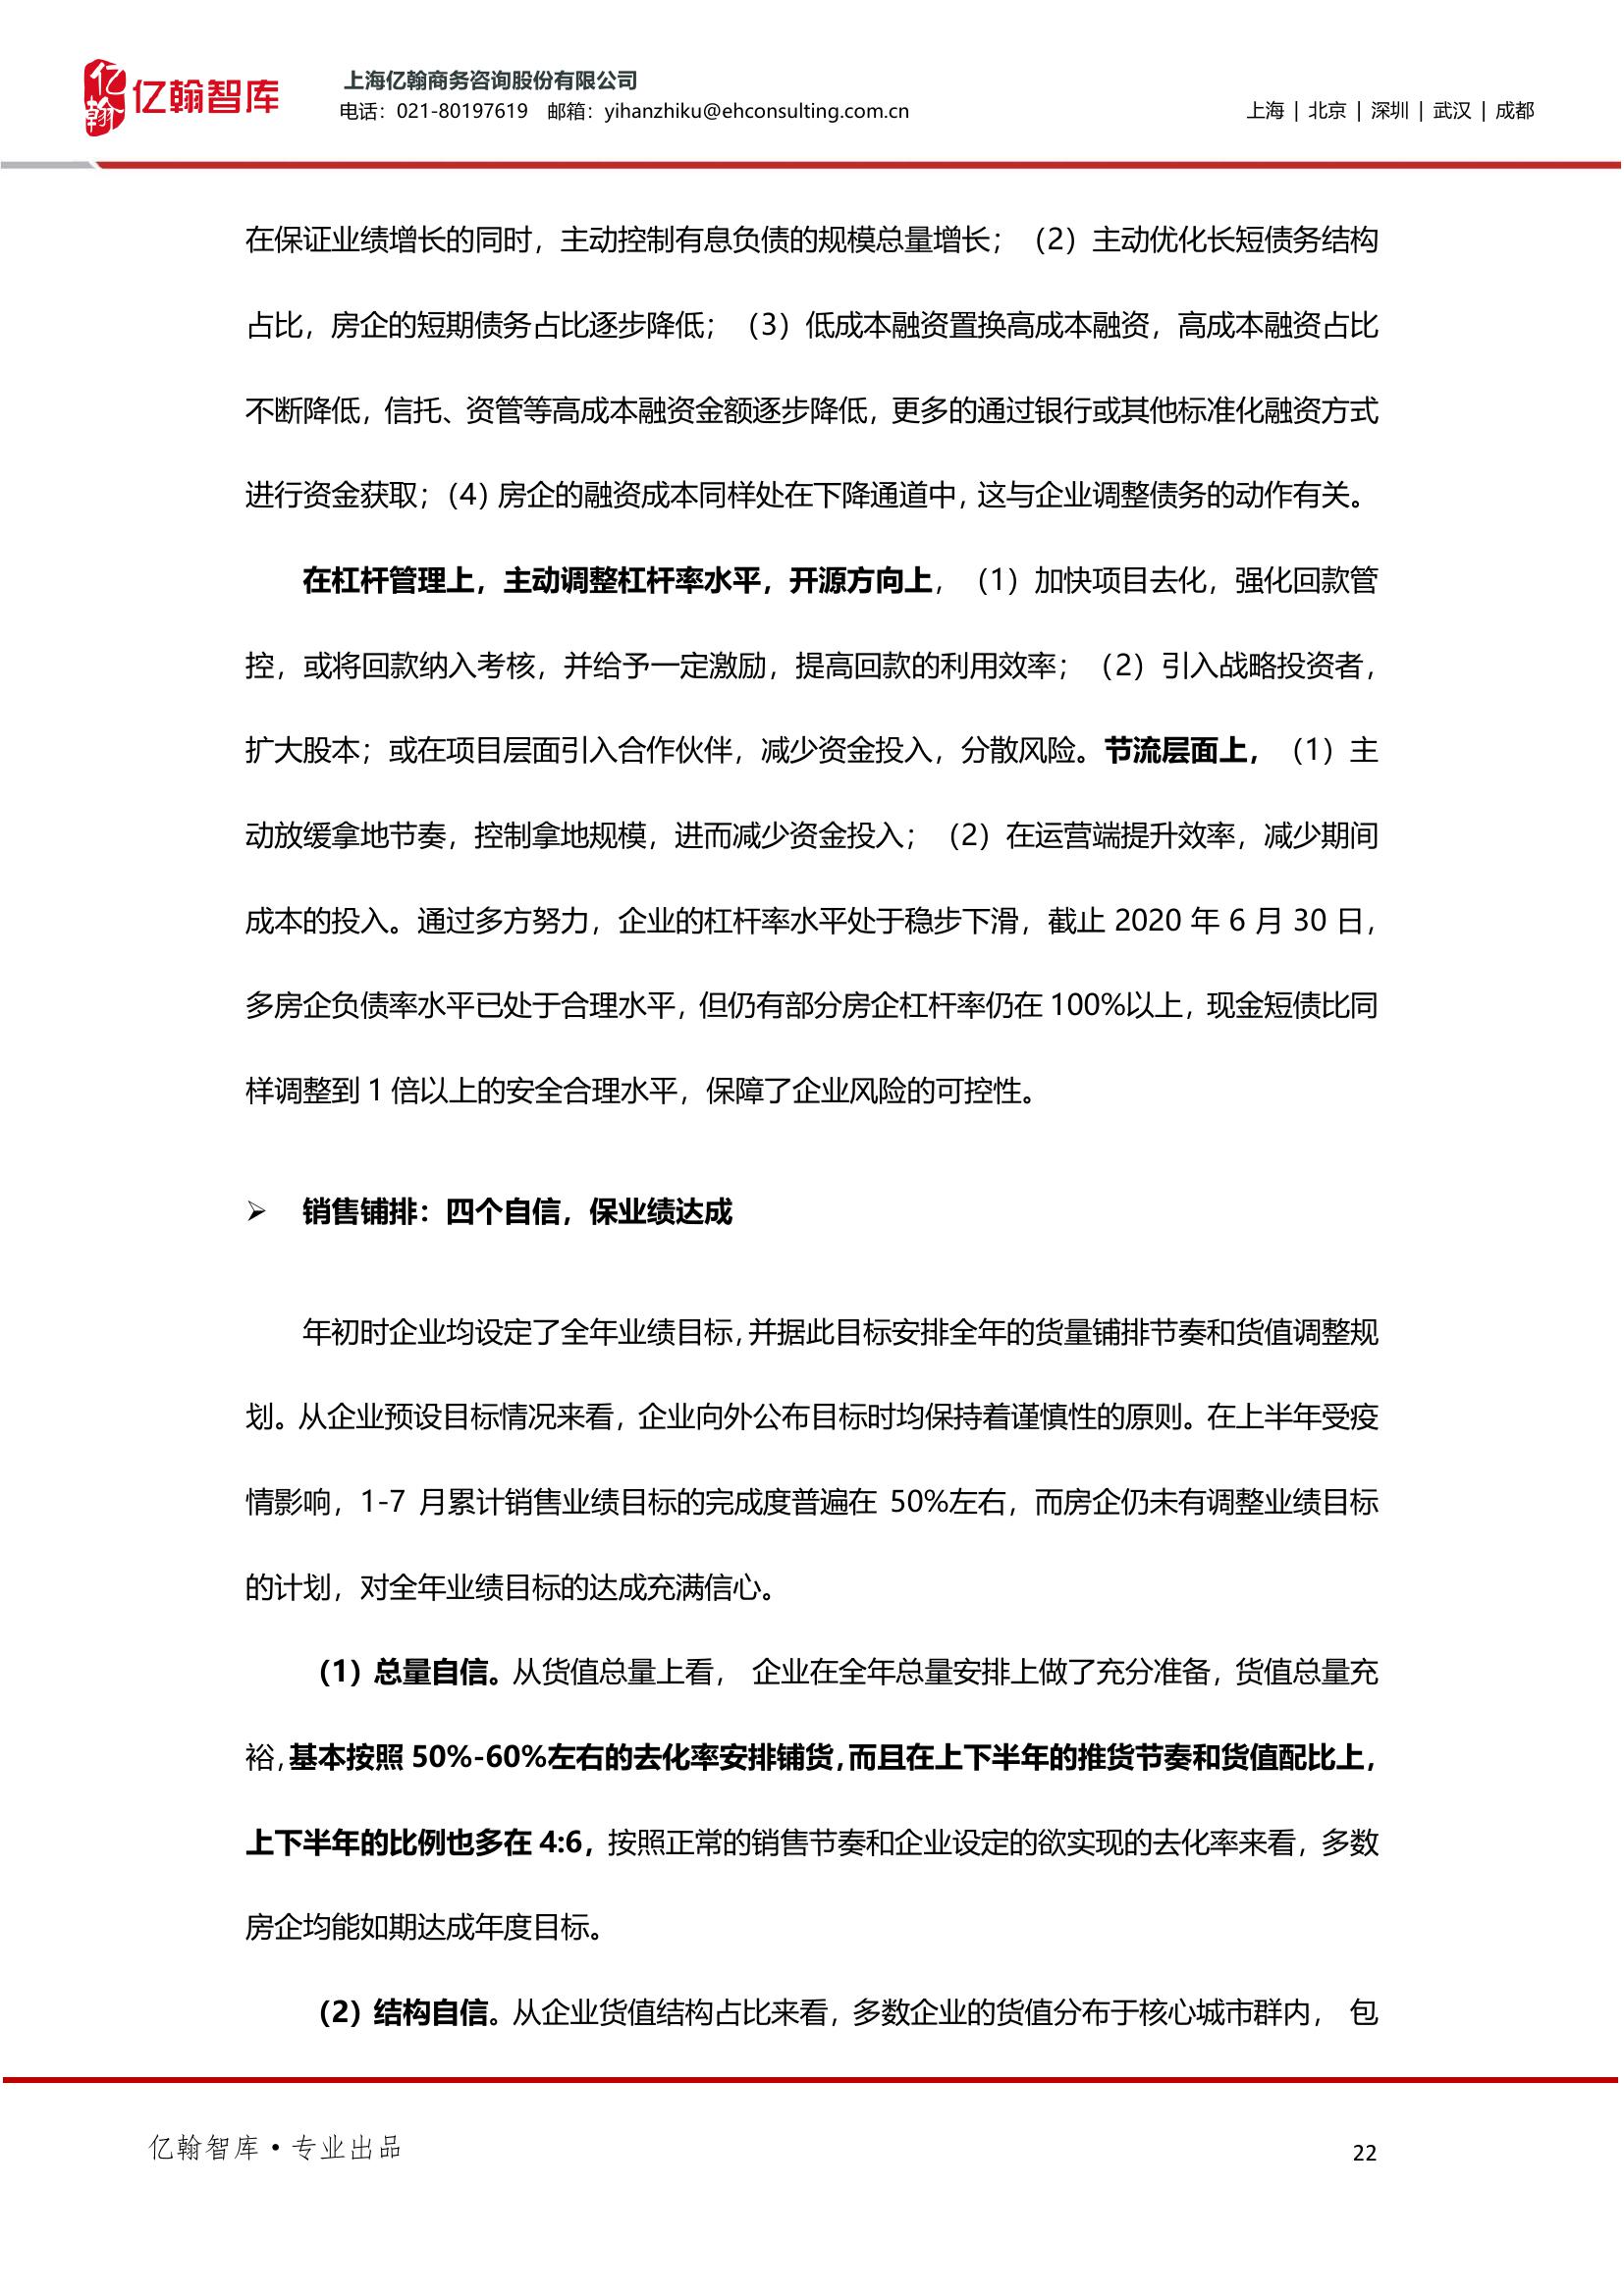 亿翰
亿翰智库
上海亿翰商务咨询股份有限公司
电话：021-80197619 邮箱：yihanzhiku@ehconsulting.com.cn
上海 | 北京 | 深圳 | 武汉 | 成都
在保证业绩增长的同时，主动控制有息负债的规模总量增长；（2）主动优化长短债务结构
占比，房企的短期债务占比逐步降低；（3）低成本融资置换高成本融资，高成本融资占比
不断降低，信托、资管等高成本融资金额逐步降低，更多的通过银行或其他标准化融资方式
进行资金获取；（4）房企的融资成本同样处在下降通道中，这与企业调整债务的动作有关。
在杠杆管理上，主动调整杠杆率水平，开源方向上，（1）加快项目去化，强化回款管
控，或将回款纳入考核，并给予一定激励，提高回款的利用效率；（2）引入战略投资者，
扩大股本；或在项目层面引入合作伙伴，减少资金投入，分散风险。节流层面上，（1）主
动放缓拿地节奏，控制拿地规模，进而减少资金投入；（2）在运营端提升效率，减少期间
成本的投入。通过多方努力，企业的杠杆率水平处于稳步下滑，截止 2020 年 6 月 30 日，
多房企负债率水平已处于合理水平，但仍有部分房企杠杆率仍在 100%以上，现金短债比同
样调整到 1 倍以上的安全合理水平，保障了企业风险的可控性。
➢ 销售铺排：四个自信，保业绩达成
年初时企业均设定了全年业绩目标，并据此目标安排全年的货量铺排节奏和货值调整规
划。从企业预设目标情况来看，企业向外公布目标时均保持着谨慎性的原则。在上半年受疫
情影响，1-7 月累计销售业绩目标的完成度普遍在 50%左右，而房企仍未有调整业绩目标
的计划，对全年业绩目标的达成充满信心。
（1）总量自信。从货值总量上看， 企业在全年总量安排上做了充分准备，货值总量充
裕，基本按照 50%-60%左右的去化率安排铺货，而且在上下半年的推货节奏和货值配比上，
上下半年的比例也多在 4:6，按照正常的销售节奏和企业设定的欲实现的去化率来看，多数
房企均能如期达成年度目标。
（2）结构自信。从企业货值结构占比来看，多数企业的货值分布于核心城市群内， 包
亿翰智库·专业出品
22